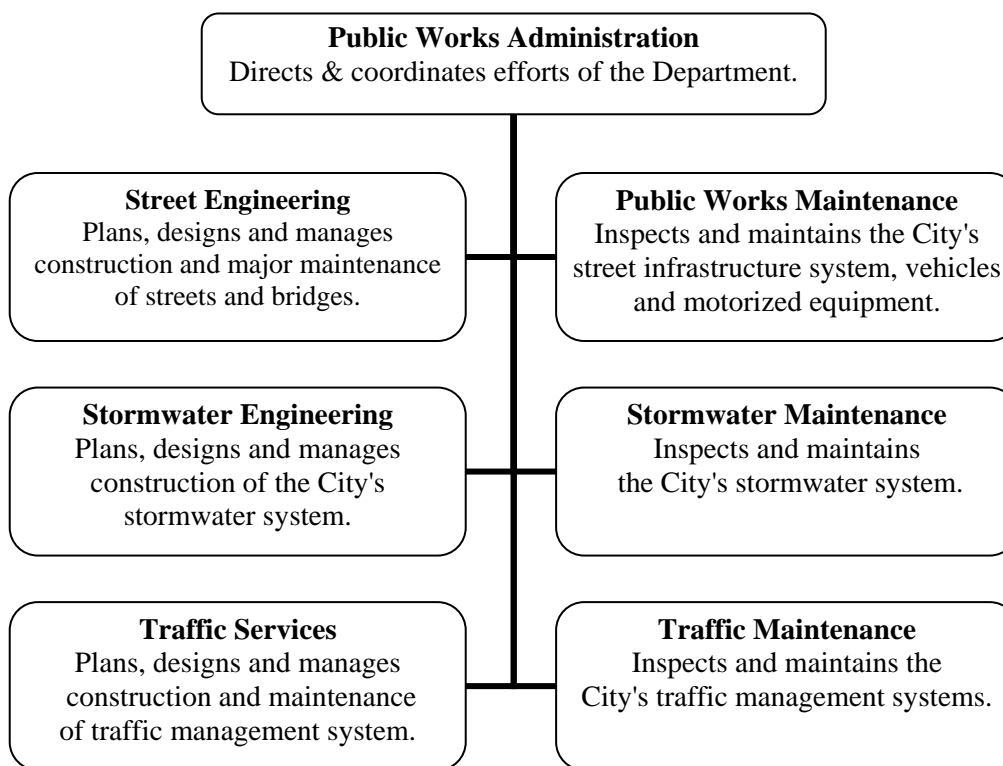 Public Works Administration
Directs & coordinates efforts of the Department.
Street Engineering
Plans, designs and manages
construction and major maintenance
of streets and bridges.
Public Works Maintenance
Inspects and maintains the City's
street infrastructure system, vehicles
and motorized equipment.
Stormwater Engineering
Plans, designs and manages
construction of the City's
stormwater system.
Stormwater Maintenance
Inspects and maintains
the City's stormwater system.
Traffic Services
Plans, designs and manages
construction and maintenance
of traffic management system.
Traffic Maintenance
Inspects and maintains the
City's traffic management systems.